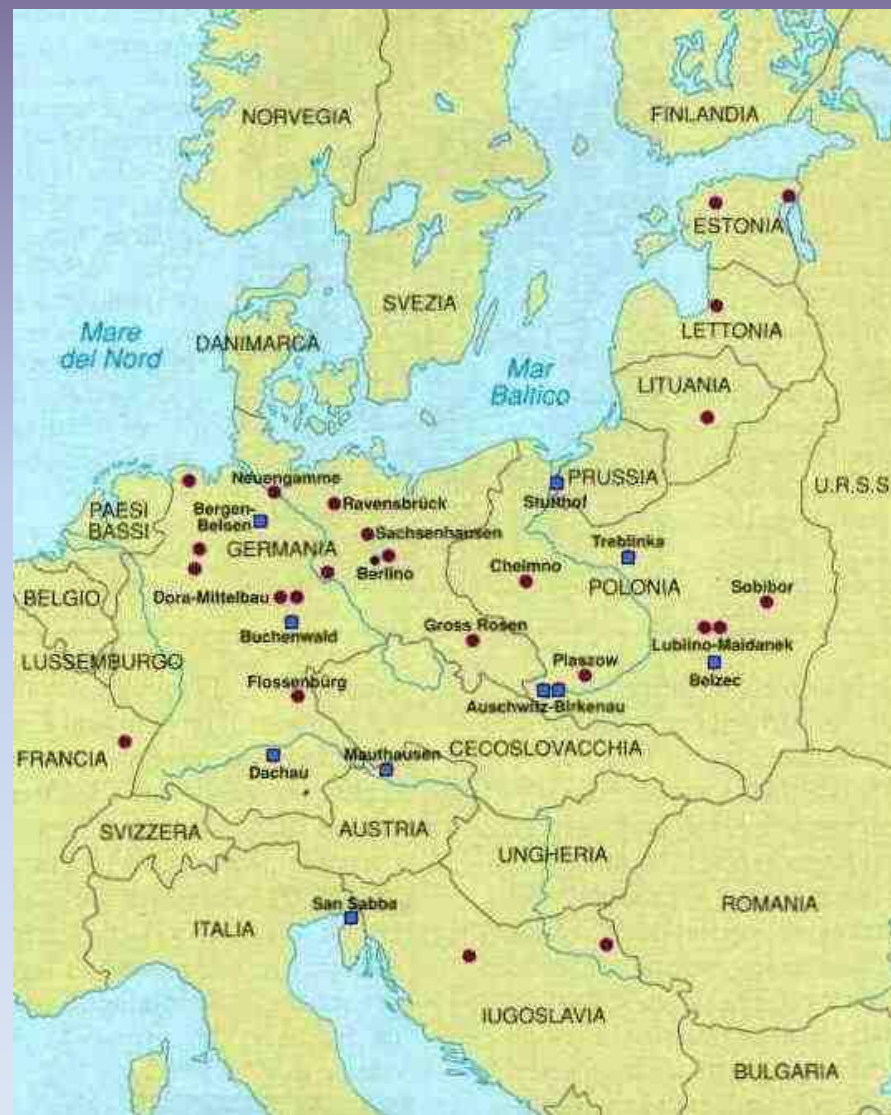 NORVEGIA
FINLANDIA
ESTONIA
SVEZIA
LETTONIA
Mare
del Nord
DANIMARCA
Mar
Baltico
LITUANIA
PRUSSIA
U.R.S.S
Neuengamme
Stutthof
PAESI
BASSI
Bergen-
Belsen
Ravensbrück
Sachsenhausen
GERMANIA
Berlino
Treblinka
Chelmno
POLONIA
Sobibor
BELGIO
Dora-Mittelbau
Buchenwald
Gross Rosen
Lublino-Maidanek
LUSSEMBURGO
Plaszow
Belzec
Flossenbürg
Auschwitz-Birkenau
FRANCIA
CECOSLOVACCHIA
Mauthausen
Dachau
SVIZZERA
AUSTRIA
UNGHERIA
San Sabba
ITALIA
ROMANIA
IUGOSLAVIA
BULGARIA